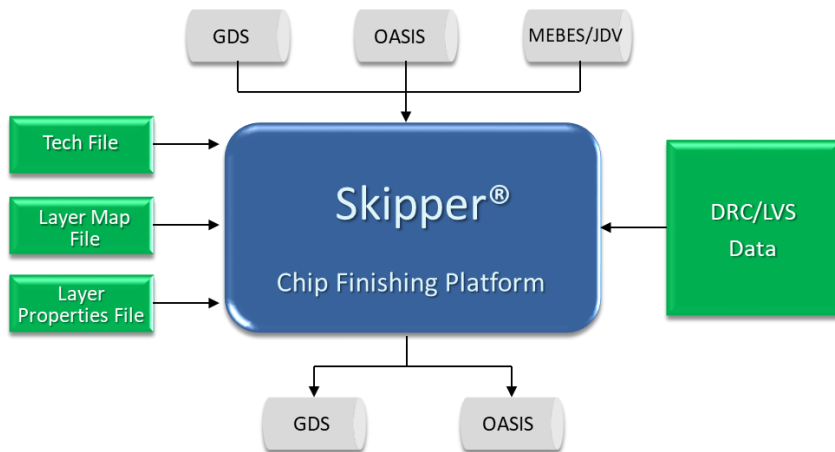 GDS
OASIS
MEBES/JDV
Tech File
Layer Map
File
Layer
Properties File
Skipper®
Chip Finishing Platform
DRC/LVS
Data
GDS
OASIS